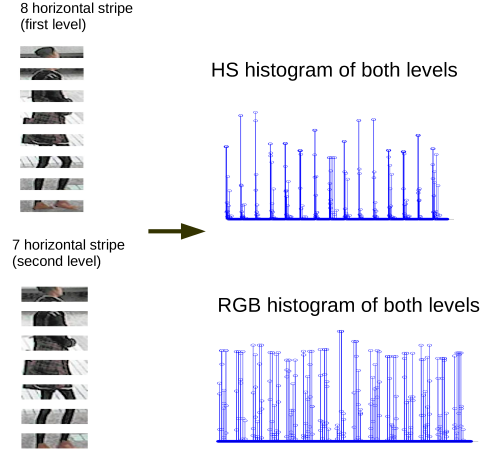 8 horizontal stripe
(first level)
HS histogram of both levels
7 horizontal stripe
(second level)
RGB histogram of both levels